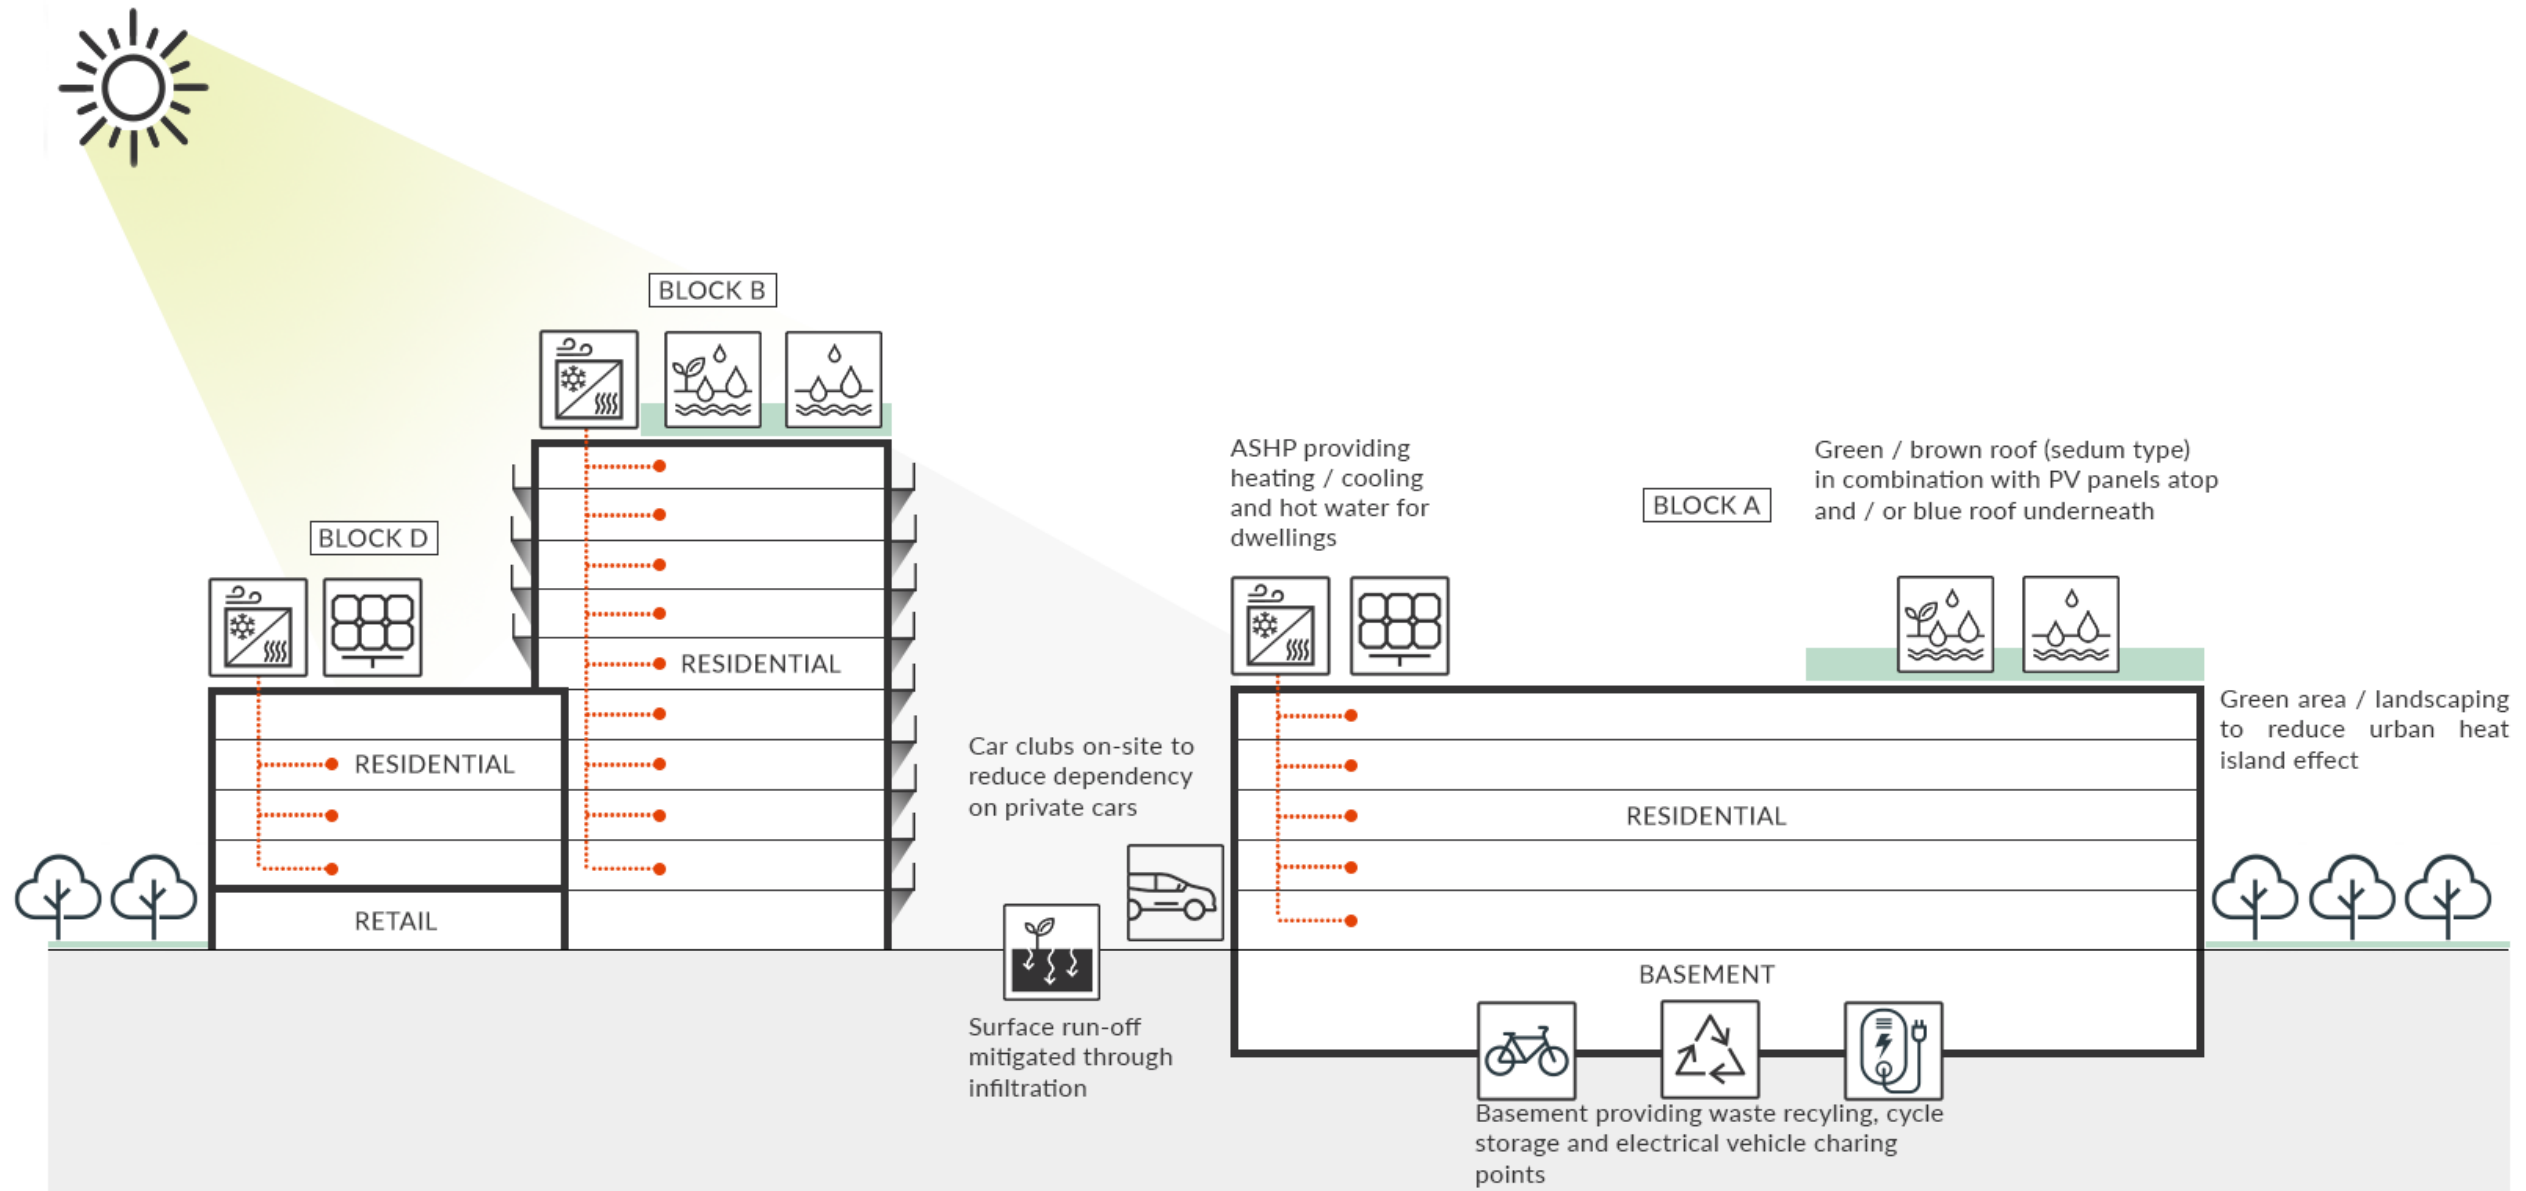 BLOCK B
BLOCK D
RESIDENTIAL
RESIDENTIAL
RETAIL
ASHP providing
heating / cooling
and hot water for
dwellings
BLOCK A
Green / brown roof (sedum type)
in combination with PV panels atop
and / or blue roof underneath
Green area / landscaping
to reduce urban heat
island effect
Car clubs on-site to
reduce dependency
on private cars
RESIDENTIAL
BASEMENT
Surface run-off
mitigated through
infiltration
Basement providing waste recyling, cycle
storage and electrical vehicle charing
points